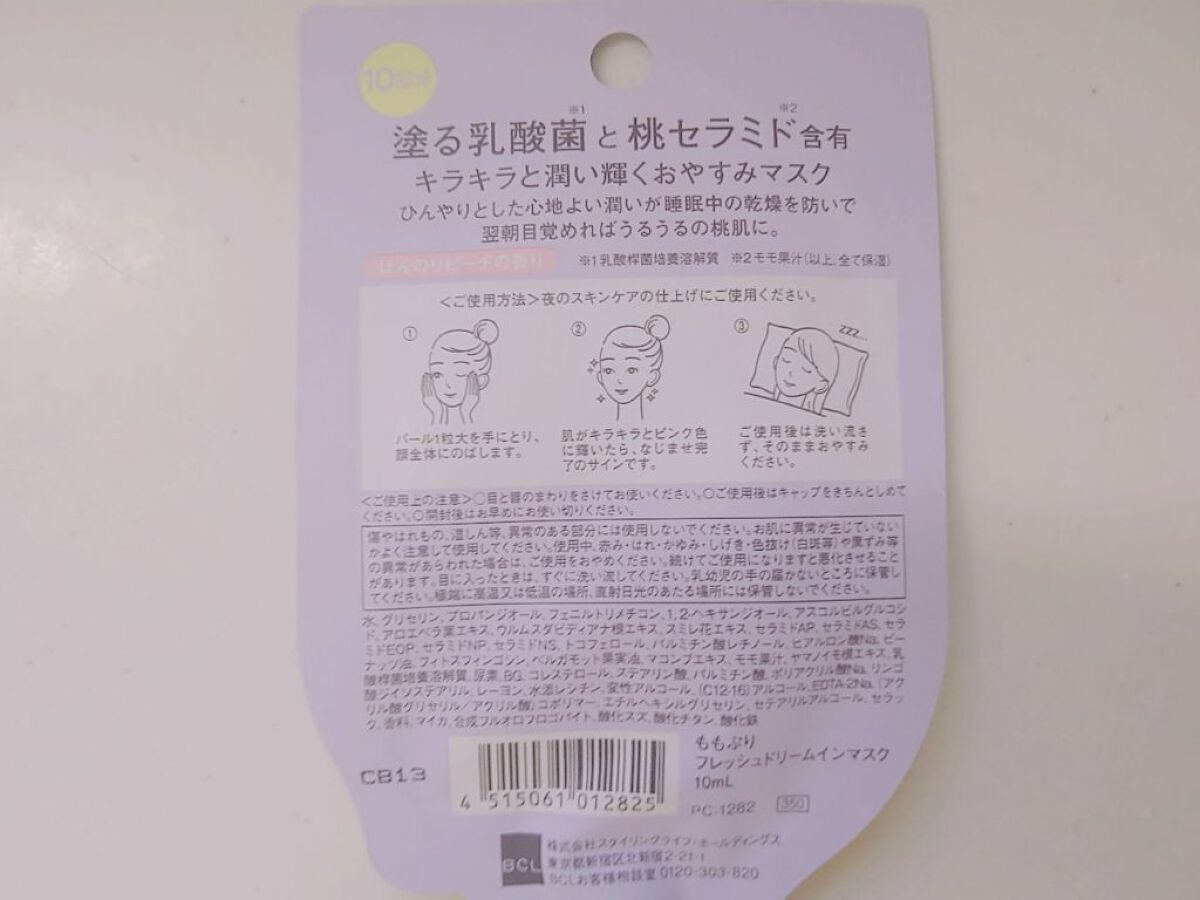 10回分
塗る乳酸菌※1と桃セラミド※2含有
キラキラと潤い輝くおやすみマスク
ひんやりとした心地よい潤いが睡眠中の乾燥を防いで
翌朝目覚めればうるうるの桃肌に。
ほんのりピーチの香り ※1乳酸桿菌培養溶解質 ※2モモ果汁(以上、全て保湿)
<ご使用方法>夜のスキンケアの仕上げにご使用ください。
①
パール1粒大を手にとり、
顔全体にのばします。
②
肌がキラキラとピンク色
に輝いたら、なじませ完
了のサインです。
③
zzz...
ご使用後は洗い流さ
ず、そのままおやすみ
ください。
<ご使用上の注意>○目と唇のまわりをさけてお使いください。○ご使用後はキャップをきちんとしめて
ください。○開封後はお早めにお使い切りください。
傷やはれもの、湿しん等、異常のある部分には使用しないでください。お肌に異常が生じていない
かよく注意して使用してください。使用中、赤み・はれ・かゆみ・しげき・色抜け(白斑等)や黒ずみ等
の異常があらわれた場合は、ご使用をおやめください。続けてご使用になりますと悪化させること
があります。目に入ったときは、すぐに洗い流してください。乳幼児の手の届かないところに保管し
てください。極端に高温又は低温の場所、直射日光のあたる場所には保管しないでください。
水、グリセリン、プロパンジオール、フェニルトリメチコン、1,2-ヘキサンジオール、アスコルビルグルコシ
ド、アロエベラ葉エキス、ウルムスダビディアナ根エキス、スミレ花エキス、セラミドAP、セラミドAS、セラ
ミドEOP、セラミドNP、セラミドNS、トコフェロール、パルミチン酸レチノール、ヒアルロン酸Na、ピー
ナッツ油、フィトスフィンゴシン、ベルガモット果実油、マコンブエキス、モモ果汁、ヤマノイモ根エキス、乳
酸桿菌培養溶解質、尿素、BG、コレステロール、ステアリン酸、パルミチン酸、ポリアクリル酸Na、リンゴ
酸ジイソステアリル、レーヨン、水添レシチン、変性アルコール、(C12-16)アルコール、EDTA-2Na、(アク
リル酸グリセリル/アクリル酸)コポリマー、エチルヘキシルグリセリン、セテアリルアルコール、セラッ
ク、香料、マイカ、合成フルオロフロゴパイト、酸化スズ、酸化チタン、酸化鉄
CB13
4 515061 012825
ももぷり
フレッシュドリームインマスク
10mL
PC-1282 350
BCL
株式会社スタイリングライフ・ホールディングス
東京都新宿区北新宿2-21-1
BCLお客様相談室 0120-303-820